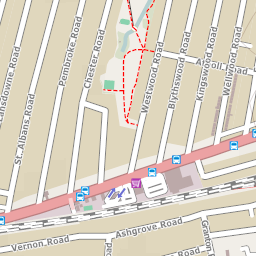 Lansdowne Road
Pembroke Road
Chester Road
St. Albans Road
Westwood Road
Blythswood Road
Kingswood Road
Wellwood Road
Vernon Road
Ashgrove Road